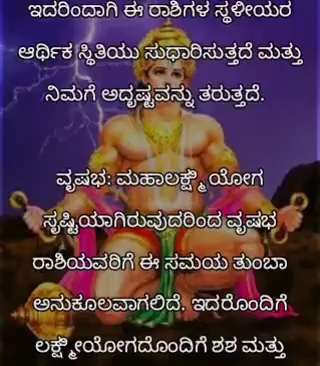 ಇದರಿಂದಾಗಿ ಈ ರಾಶಿಗಳ ಸ್ಥಳೀಯರ
ಆರ್ಥಿಕ ಸ್ಥಿತಿಯು ಸುಧಾರಿಸುತ್ತದೆ ಮತ್ತು
ನಿಮಗೆ ಅದೃಷ್ಟವನ್ನು ತರುತ್ತದೆ.
ವೃಷಭ: ಮಹಾಲಕ್ಷ್ಮಿ ಯೋಗ
ಸೃಷ್ಟಿಯಾಗಿರುವುದರಿಂದ ವೃಷಭ
ರಾಶಿಯವರಿಗೆ ಈ ಸಮಯ ತುಂಬಾ
ಅನುಕೂಲವಾಗಲಿದೆ. ಇದರೊಂದಿಗೆ
ಲಕ್ಷ್ಮೀಯೋಗದೊಂದಿಗೆ ಶಶ ಮತ್ತು